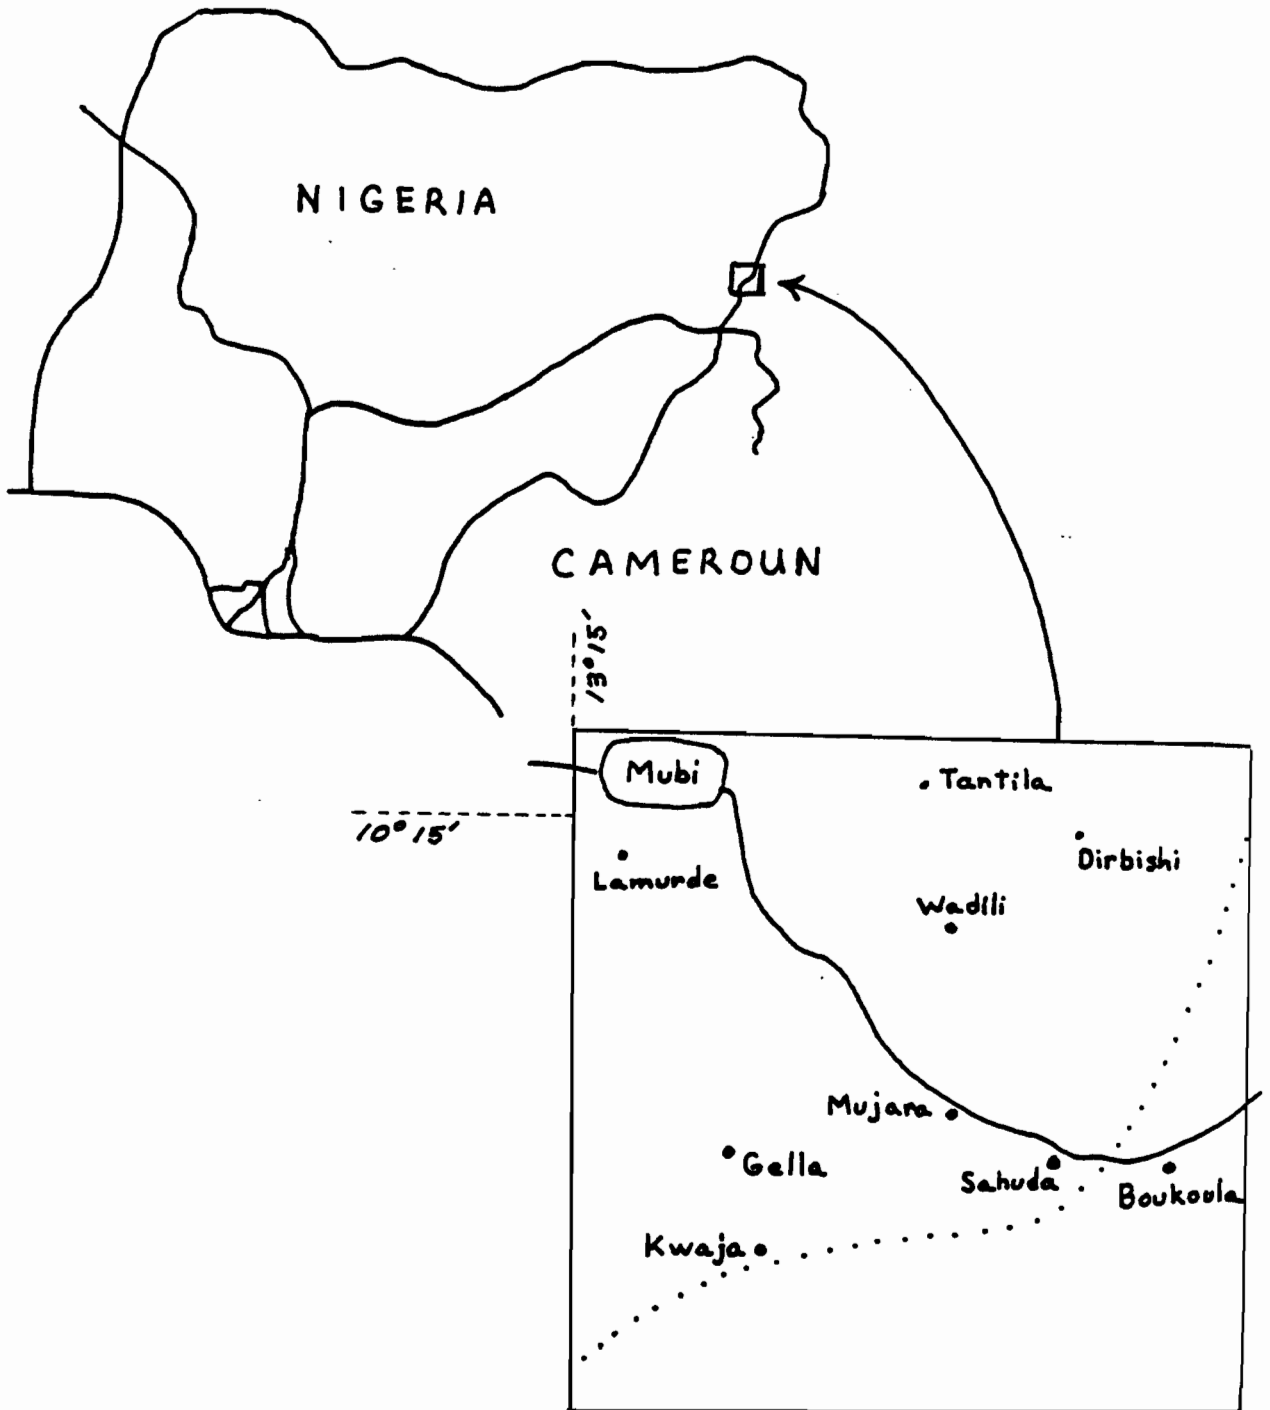 NIGERIA
CAMEROUN
13°15'
Mubi
Tantila
10°15'
Dirbishi
Lamurde
Wadili
Mujara
Gella
Sahuda
Boukoula
Kwaja